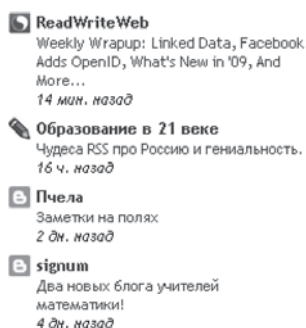 ReadWriteWeb
Weekly Wrapup: Linked Data, Facebook
Adds OpenID, What's New in '09, And
More...
14 мин. назад
Образование в 21 веке
Чудеса RSS про Россию и гениальность.
16 ч. назад
Пчела
Заметки на полях
2 дн. назад
signum
Два новых блога учителей
математики!
4 дн. назад